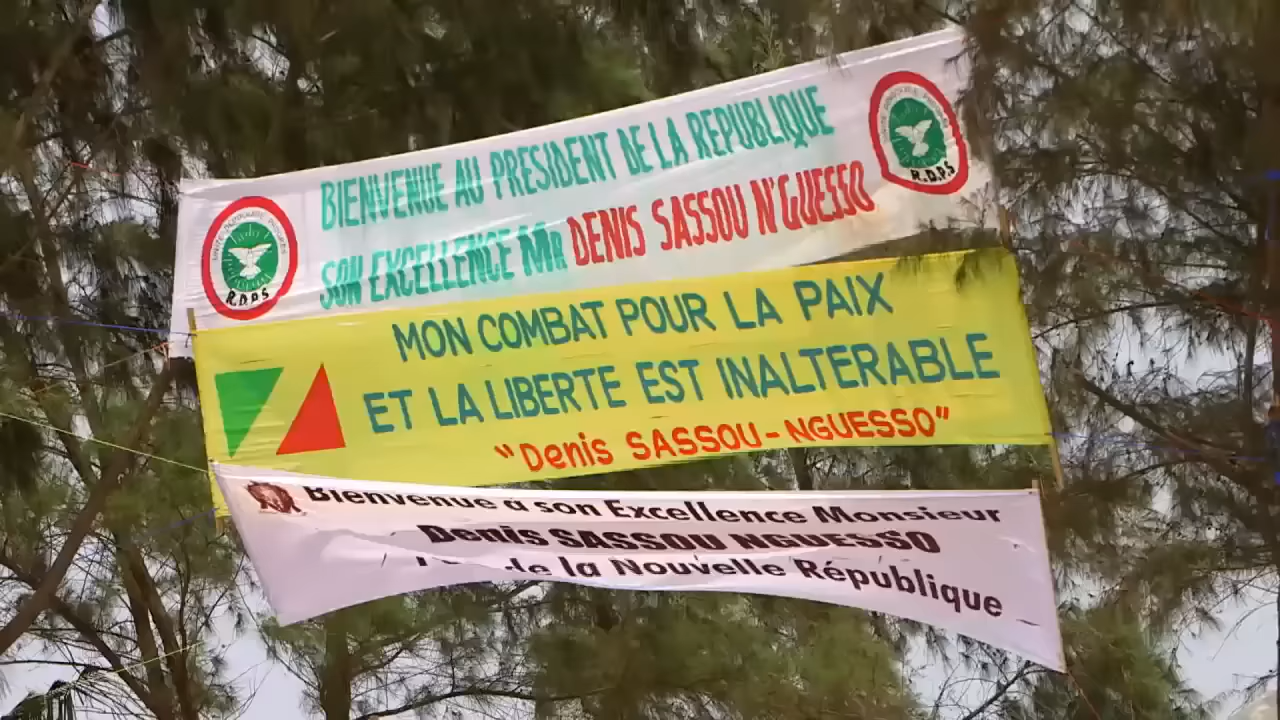 BIENVENUE AU PRESIDENT DE LA REPUBLIQUE
SON EXCELLENCE MR DENIS SASSOU N'GUESSO
R.D.P.S
R.D.P.S
MON COMBAT POUR LA PAIX
ET LA LIBERTE EST INALTERABLE
"Denis SASSOU-NGUESSO"
Bienvenue à son Excellence Monsieur
Denis SASSOU NGUESSO
de la Nouvelle République